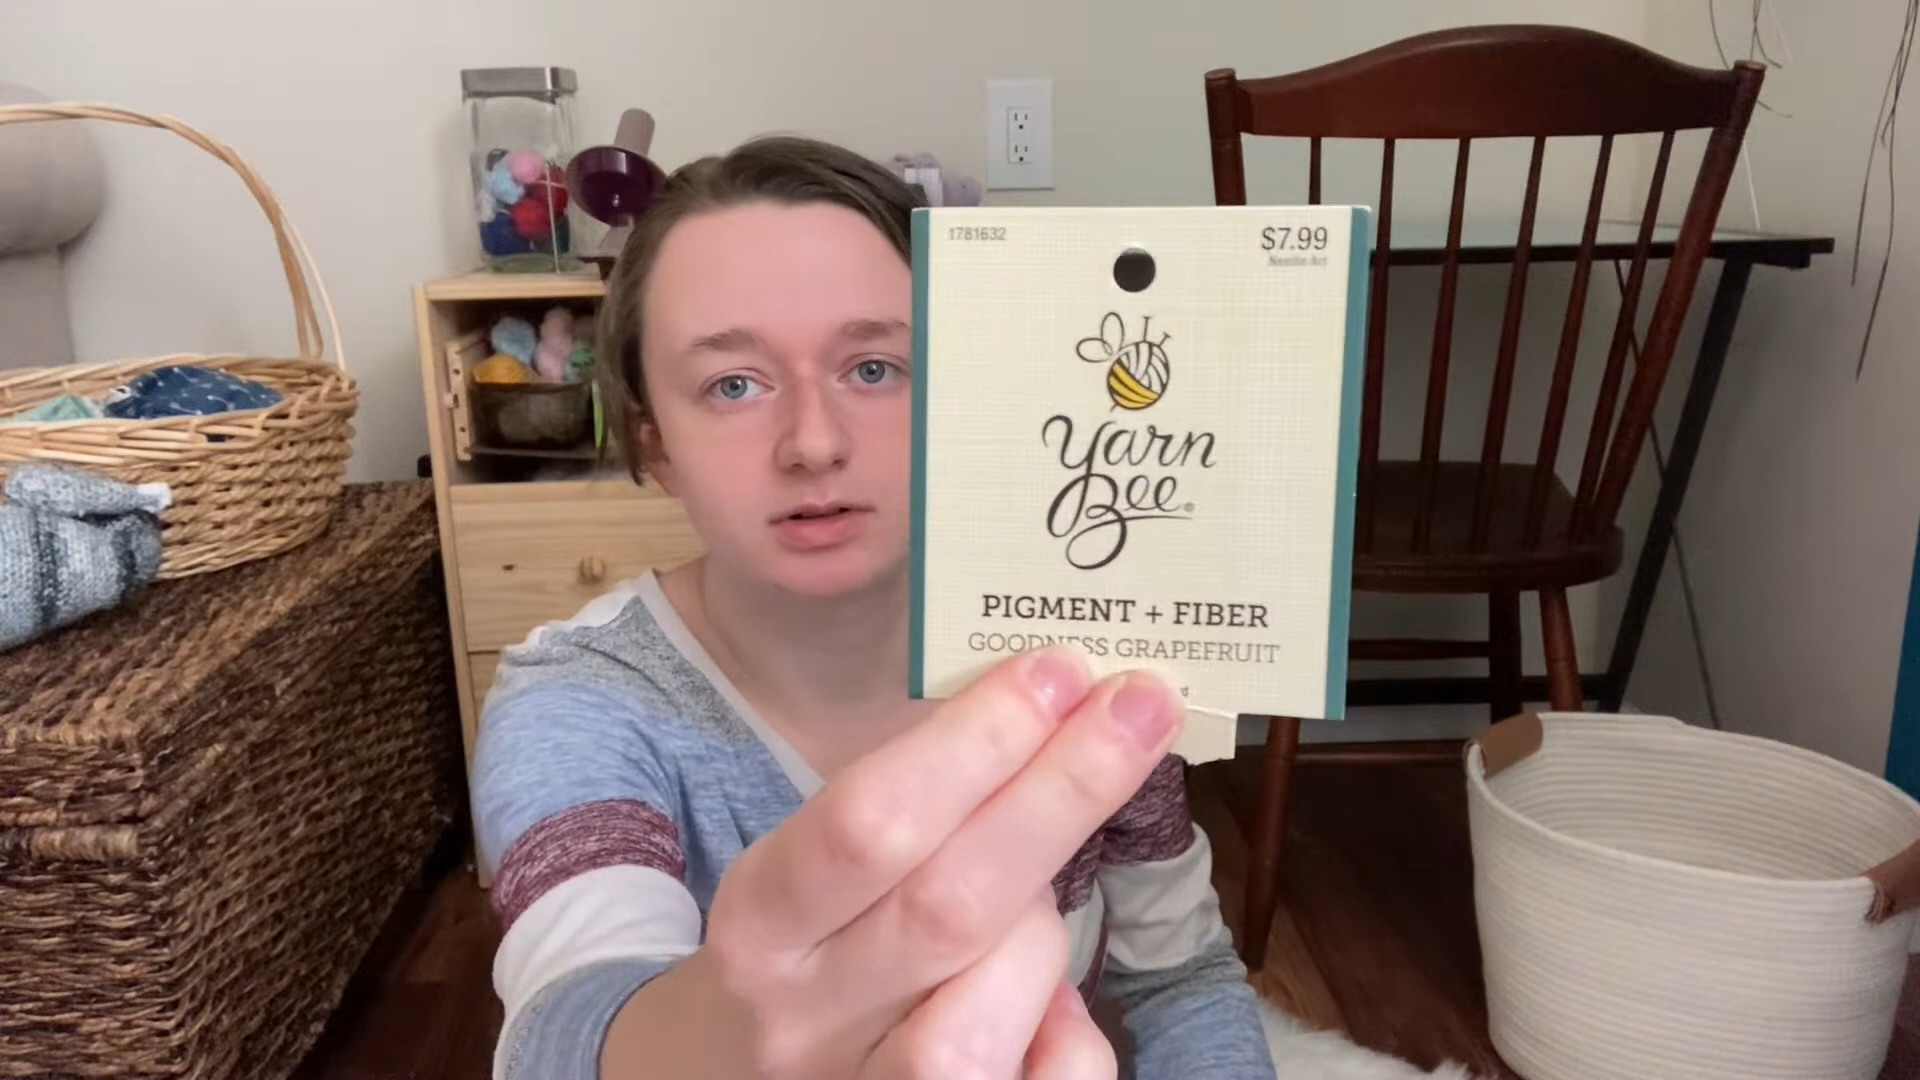 1781632
$7.99
Needle Art
Yarn
Bee®
PIGMENT + FIBER
GOODNESS GRAPEFRUIT